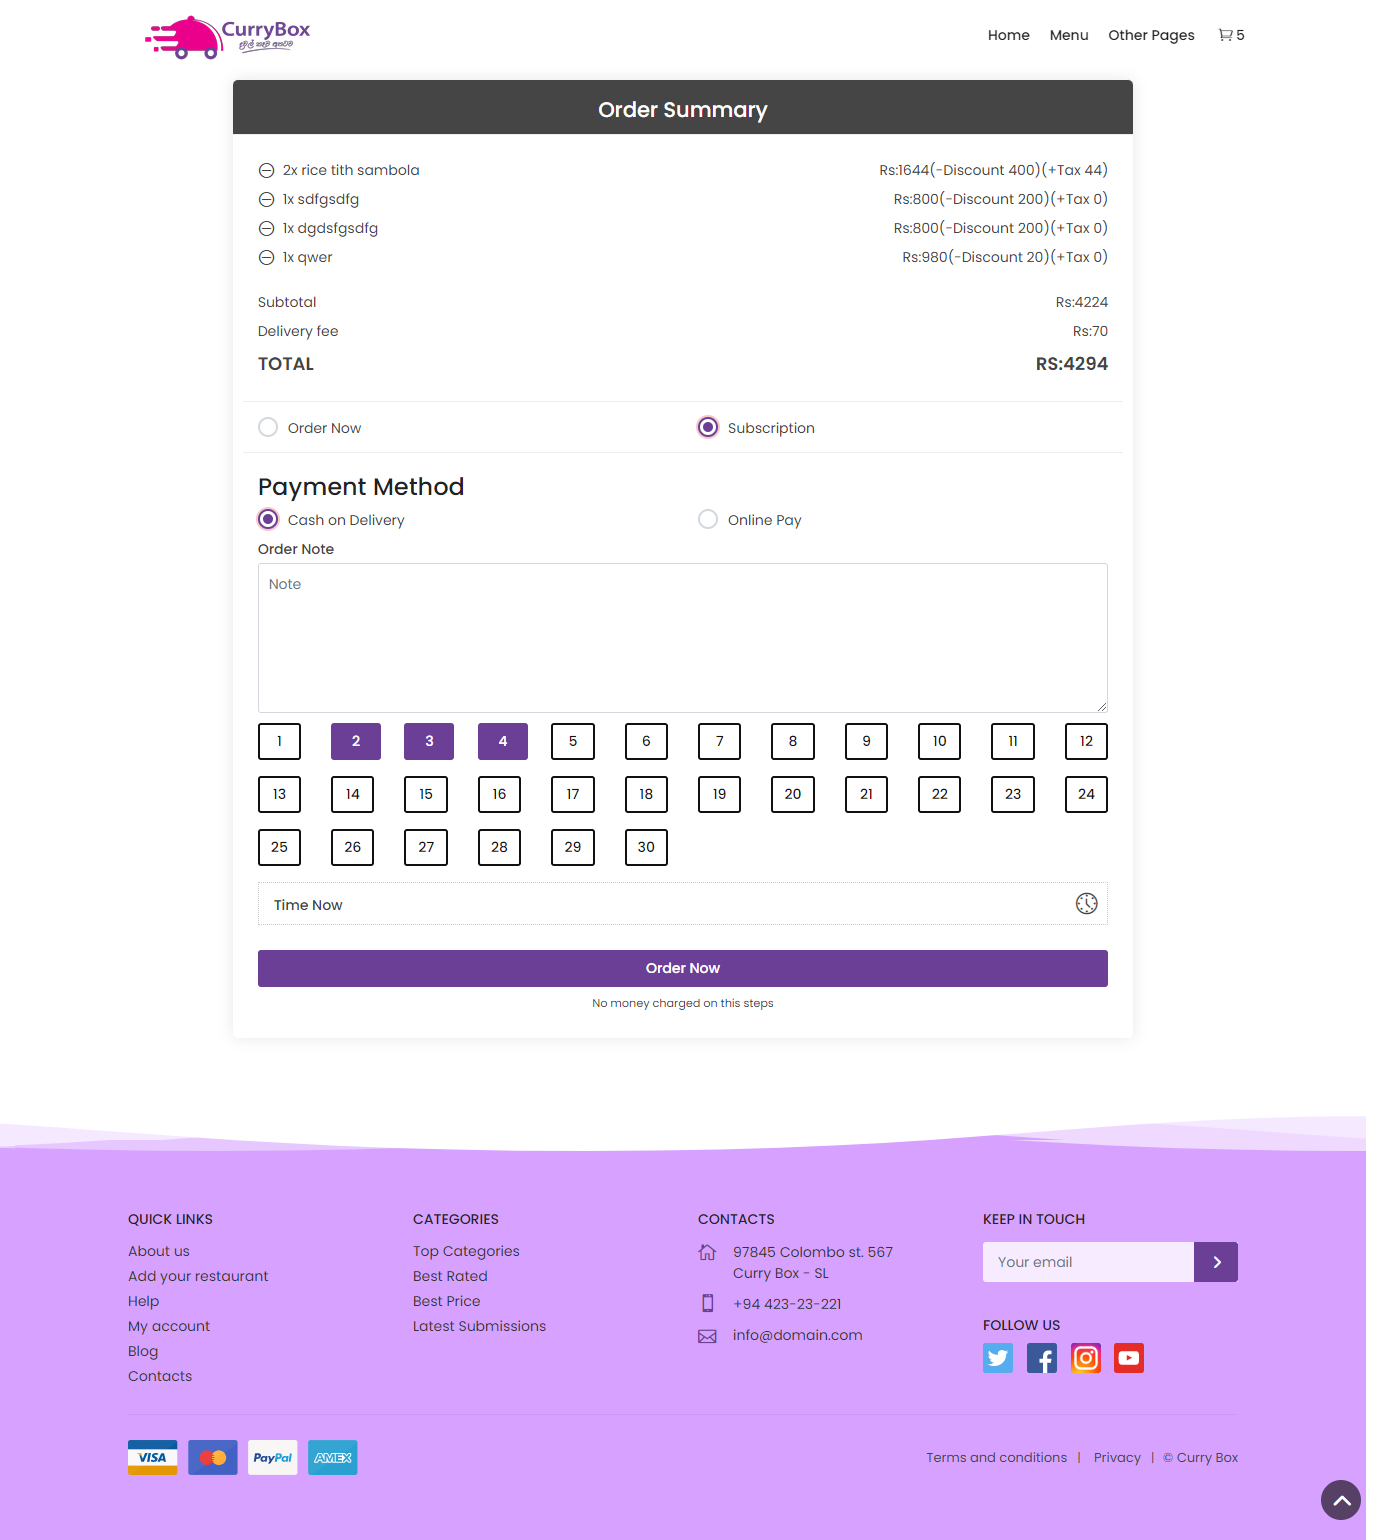 CurryBox
Home Menu Other Pages 5
Order Summary
2x rice tith sambola Rs:1644(-Discount 400)(+Tax 44)
1x sdfgsdfg Rs:800(-Discount 200)(+Tax 0)
1x dgdsfgsdfg Rs:800(-Discount 200)(+Tax 0)
1x qwer Rs:980(-Discount 20)(+Tax 0)
Subtotal Rs:4224
Delivery fee Rs:70
TOTAL RS:4294
Order Now Subscription
Payment Method
Cash on Delivery Online Pay
Order Note
Note
1 2 3 4 5 6 7 8 9 10 11 12
13 14 15 16 17 18 19 20 21 22 23 24
25 26 27 28 29 30
Time Now
Order Now
No money charged on this steps
QUICK LINKS
About us
Add your restaurant
Help
My account
Blog
Contacts
CATEGORIES
Top Categories
Best Rated
Best Price
Latest Submissions
CONTACTS
97845 Colombo st. 567
Curry Box - SL
+94 423-23-221
info@domain.com
KEEP IN TOUCH
Your email
FOLLOW US
VISA PayPal AMEX
Terms and conditions | Privacy | © Curry Box